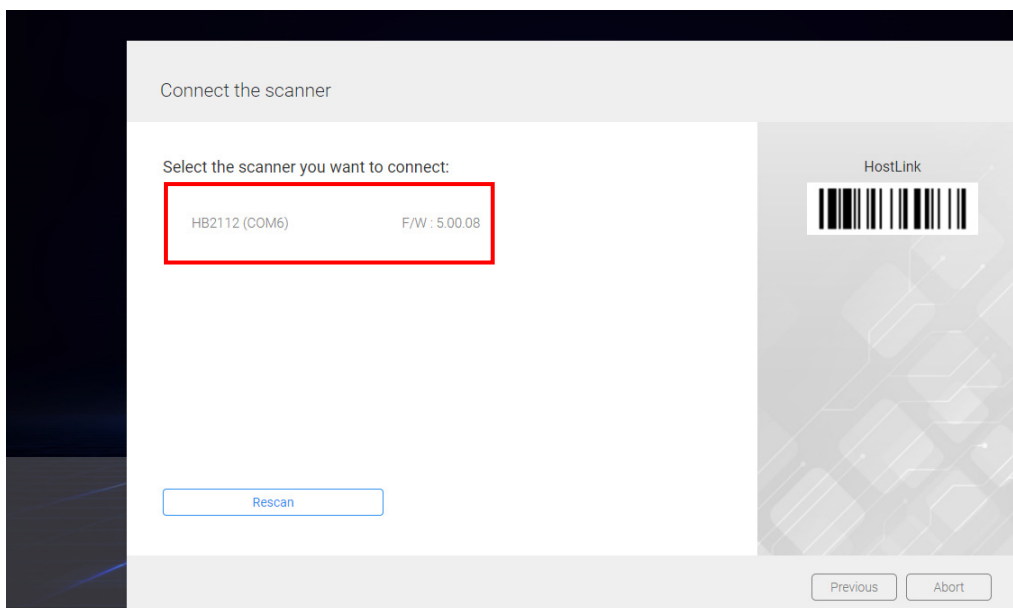 Connect the scanner
Select the scanner you want to connect:
HB2112 (COM6) F/W : 5.00.08
Rescan
HostLink
Previous Abort